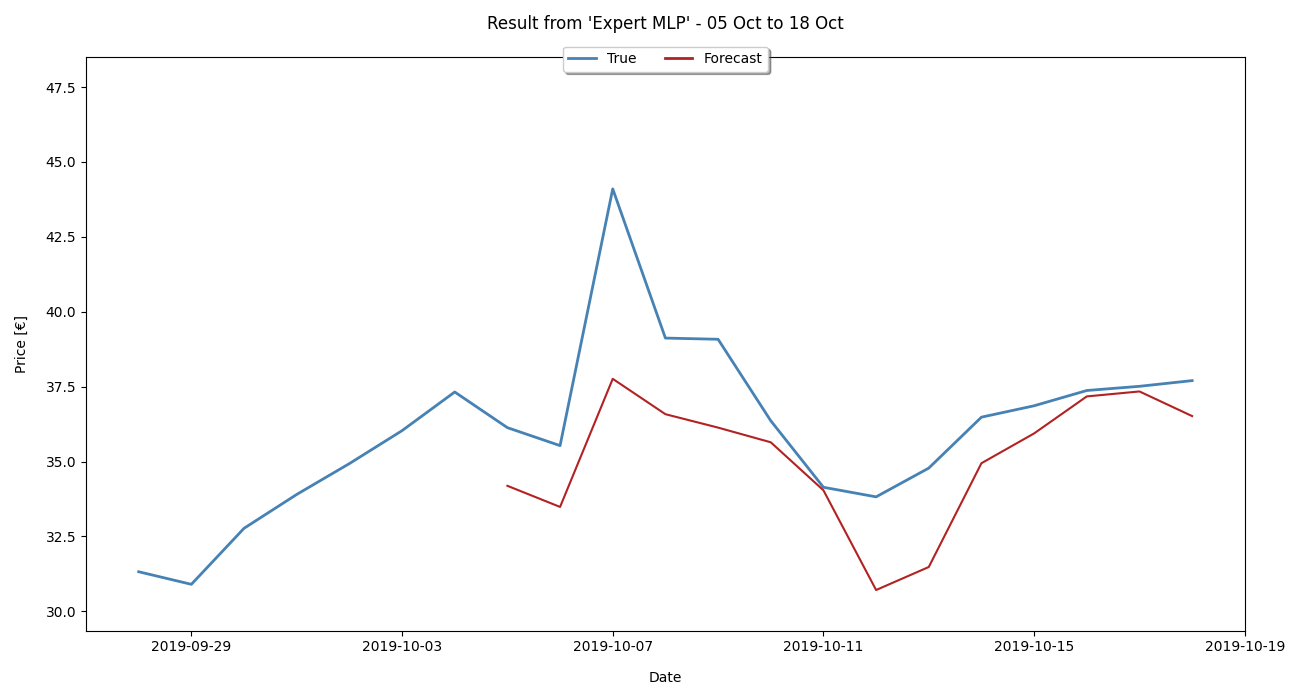 Result from 'Expert MLP' - 05 Oct to 18 Oct
True Forecast
47.5
45.0
42.5
40.0
37.5
35.0
32.5
30.0
Price [€]
2019-09-29 2019-10-03 2019-10-07 2019-10-11 2019-10-15 2019-10-19
Date